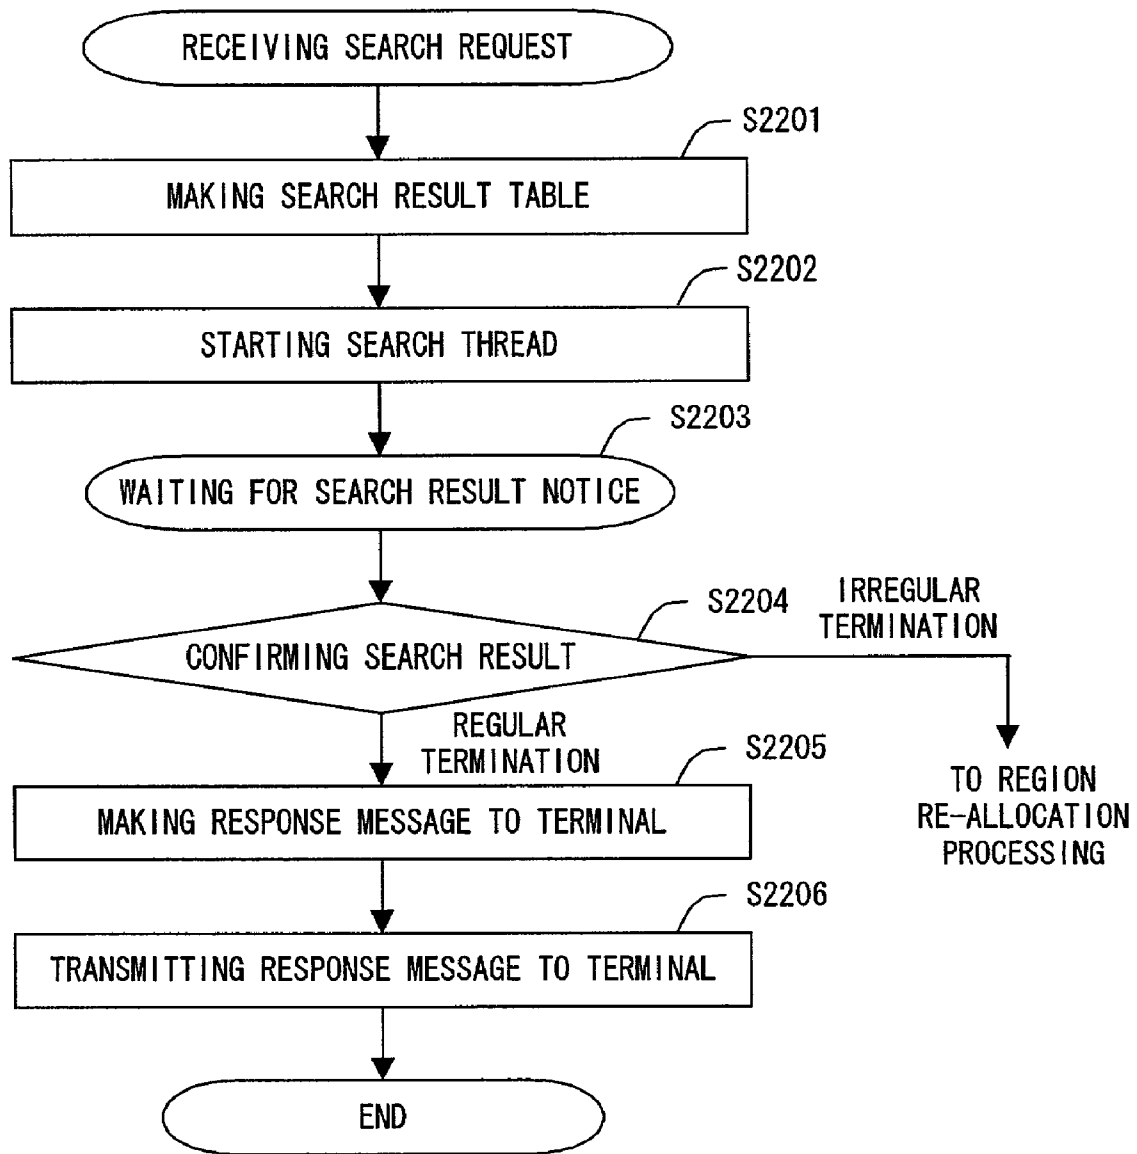 RECEIVING SEARCH REQUEST
S2201
MAKING SEARCH RESULT TABLE
S2202
STARTING SEARCH THREAD
S2203
WAITING FOR SEARCH RESULT NOTICE
S2204
IRREGULAR
TERMINATION
CONFIRMING SEARCH RESULT
REGULAR
TERMINATION
S2205
TO REGION
RE-ALLOCATION
PROCESSING
MAKING RESPONSE MESSAGE TO TERMINAL
S2206
TRANSMITTING RESPONSE MESSAGE TO TERMINAL
END